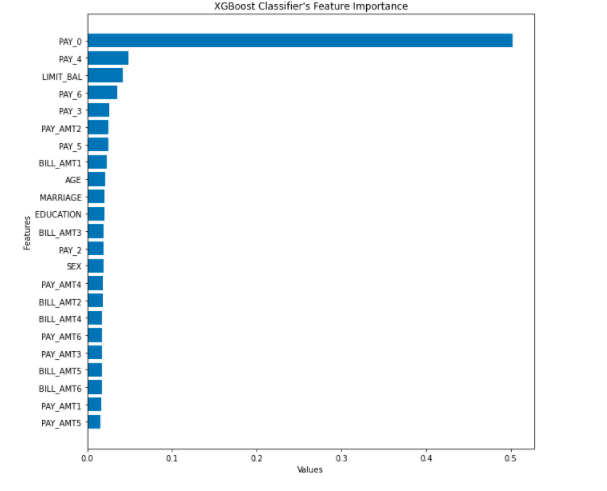 XGBoost Classifier's Feature Importance
PAY_0
PAY_4
LIMIT_BAL
PAY_6
PAY_3
PAY_AMT2
PAY_5
BILL_AMT1
AGE
MARRIAGE
EDUCATION
BILL_AMT3
PAY_2
SEX
PAY_AMT4
BILL_AMT2
BILL_AMT4
PAY_AMT6
PAY_AMT3
BILL_AMT5
BILL_AMT6
PAY_AMT1
PAY_AMT5
Features
0.0 0.1 0.2 0.3 0.4 0.5
Values